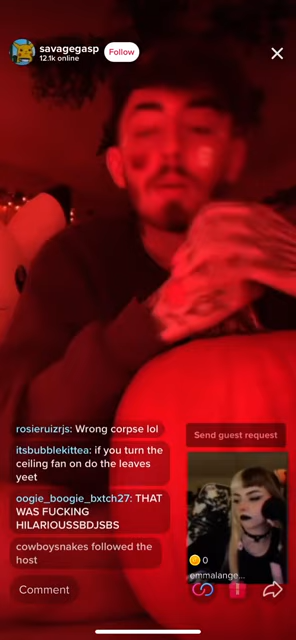 savagegasp
12.1k online
Follow
rosieruizrjs: Wrong corpse lol
itsbubblekittea: if you turn the
ceiling fan on do the leaves
yeet
oogie_boogie_bxtch27: THAT
WAS FUCKING
HILARIOUSSBDJSBS
cowboysnakes followed the
host
Send guest request
0
emmalange...
Comment